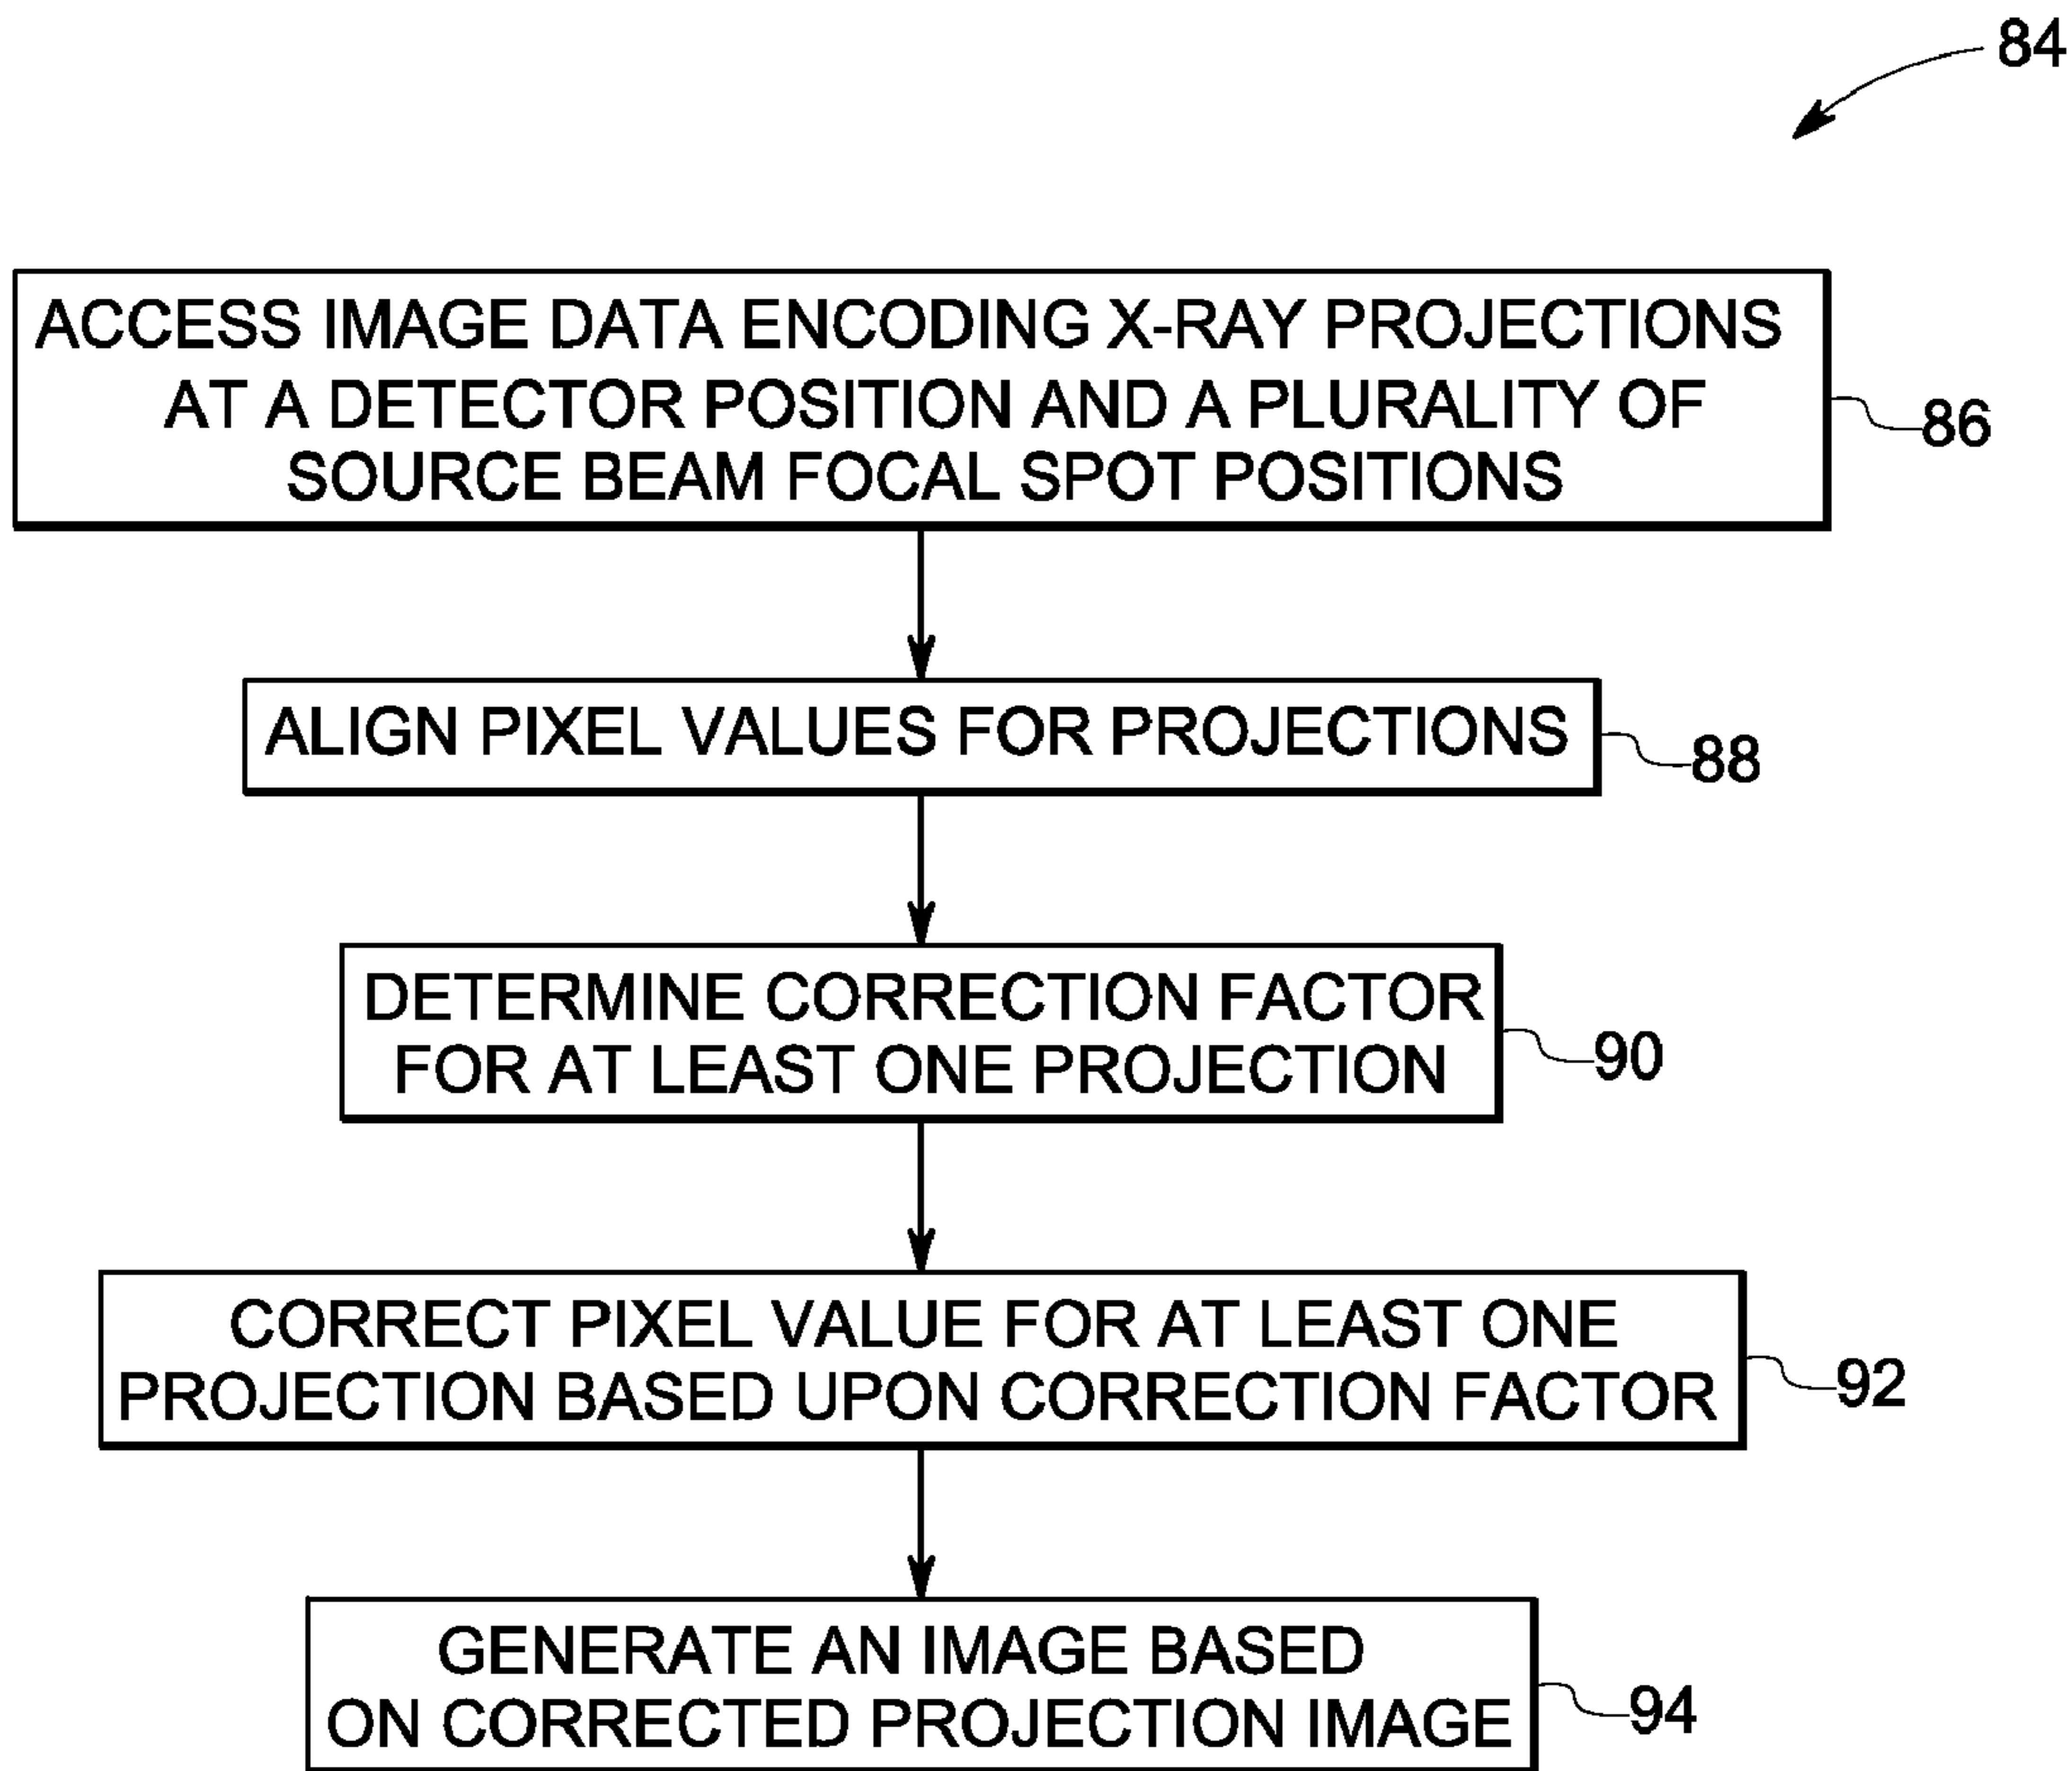 84
ACCESS IMAGE DATA ENCODING X-RAY PROJECTIONS
AT A DETECTOR POSITION AND A PLURALITY OF
SOURCE BEAM FOCAL SPOT POSITIONS
86
ALIGN PIXEL VALUES FOR PROJECTIONS
88
DETERMINE CORRECTION FACTOR
FOR AT LEAST ONE PROJECTION
90
CORRECT PIXEL VALUE FOR AT LEAST ONE
PROJECTION BASED UPON CORRECTION FACTOR
92
GENERATE AN IMAGE BASED
ON CORRECTED PROJECTION IMAGE
94